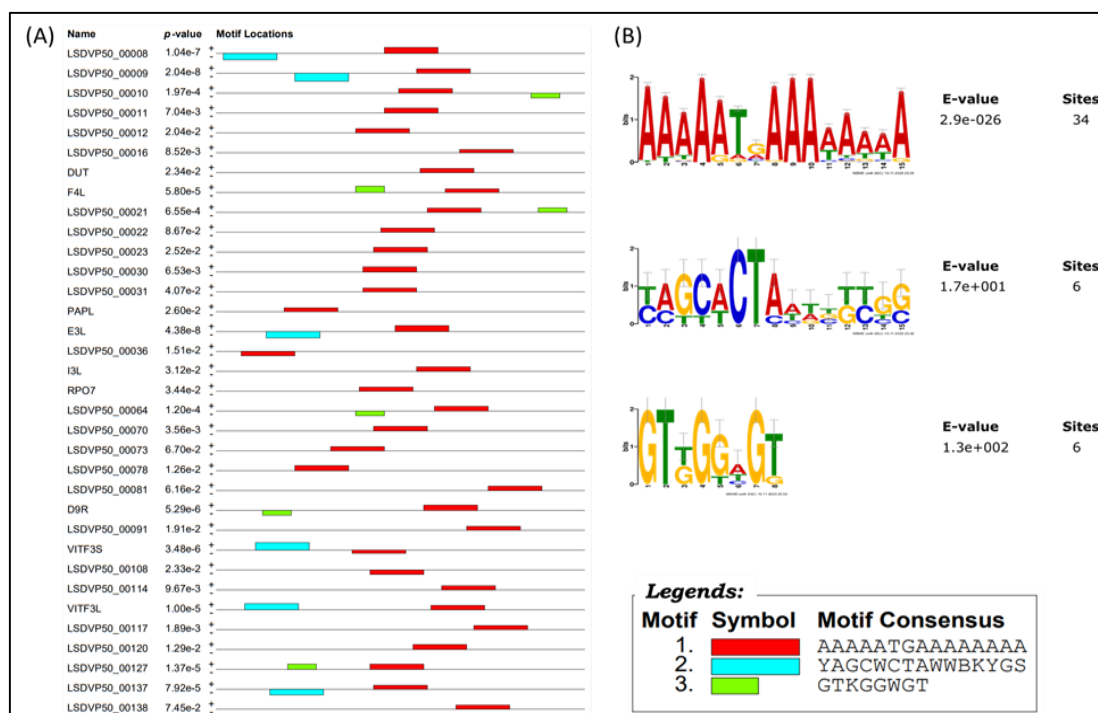 (A)
Name p-value Motif Locations
LSDVP50_00008 1.04e-7 + -
LSDVP50_00009 2.04e-8 + -
LSDVP50_00010 1.97e-4 + -
LSDVP50_00011 7.04e-3 + -
LSDVP50_00012 2.04e-2 + -
LSDVP50_00016 8.52e-3 + -
DUT 2.34e-2 + -
F4L 5.80e-5 + -
LSDVP50_00021 6.55e-4 + -
LSDVP50_00022 8.67e-2 + -
LSDVP50_00023 2.52e-2 + -
LSDVP50_00030 6.53e-3 + -
LSDVP50_00031 4.07e-2 + -
PAPL 2.60e-2 + -
E3L 4.38e-8 + -
LSDVP50_00036 1.51e-2 + -
I3L 3.12e-2 + -
RPO7 3.44e-2 + -
LSDVP50_00064 1.20e-4 + -
LSDVP50_00070 3.56e-3 + -
LSDVP50_00073 6.70e-2 + -
LSDVP50_00078 1.26e-2 + -
LSDVP50_00081 6.16e-2 + -
D9R 5.29e-6 + -
LSDVP50_00091 1.91e-2 + -
VITF3S 3.48e-6 + -
LSDVP50_00108 2.33e-2 + -
LSDVP50_00114 9.67e-3 + -
VITF3L 1.00e-5 + -
LSDVP50_00117 1.89e-3 + -
LSDVP50_00120 1.29e-2 + -
LSDVP50_00127 1.37e-5 + -
LSDVP50_00137 7.92e-5 + -
LSDVP50_00138 7.45e-2 + -
(B)
E-value Sites
2.9e-026 34
E-value Sites
1.7e+001 6
E-value Sites
1.3e+002 6
Legends:
Motif Symbol Motif Consensus
1. AAAAATGAAAAAAAA
2. YAGCWCTAWWBKYGS
3. GTKGGWGT